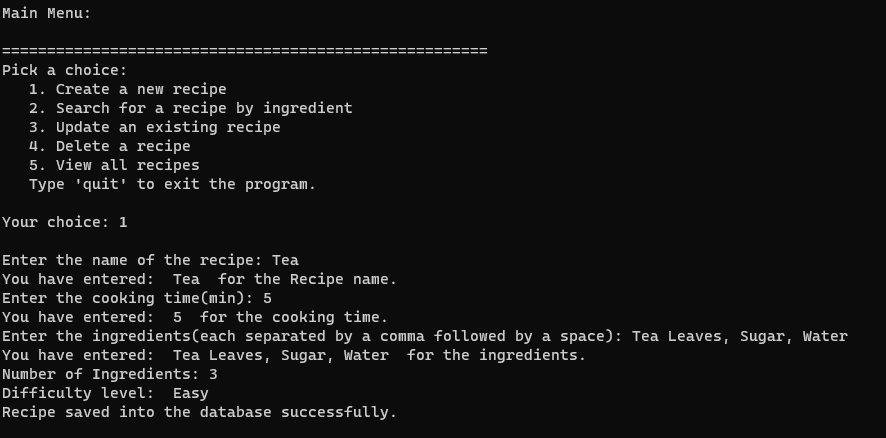 Main Menu:
======================================================
Pick a choice:
   1. Create a new recipe
   2. Search for a recipe by ingredient
   3. Update an existing recipe
   4. Delete a recipe
   5. View all recipes
   Type 'quit' to exit the program.
Your choice: 1
Enter the name of the recipe: Tea
You have entered:  Tea  for the Recipe name.
Enter the cooking time(min): 5
You have entered:  5  for the cooking time.
Enter the ingredients(each separated by a comma followed by a space): Tea Leaves, Sugar, Water
You have entered:  Tea Leaves, Sugar, Water  for the ingredients.
Number of Ingredients: 3
Difficulty level:  Easy
Recipe saved into the database successfully.